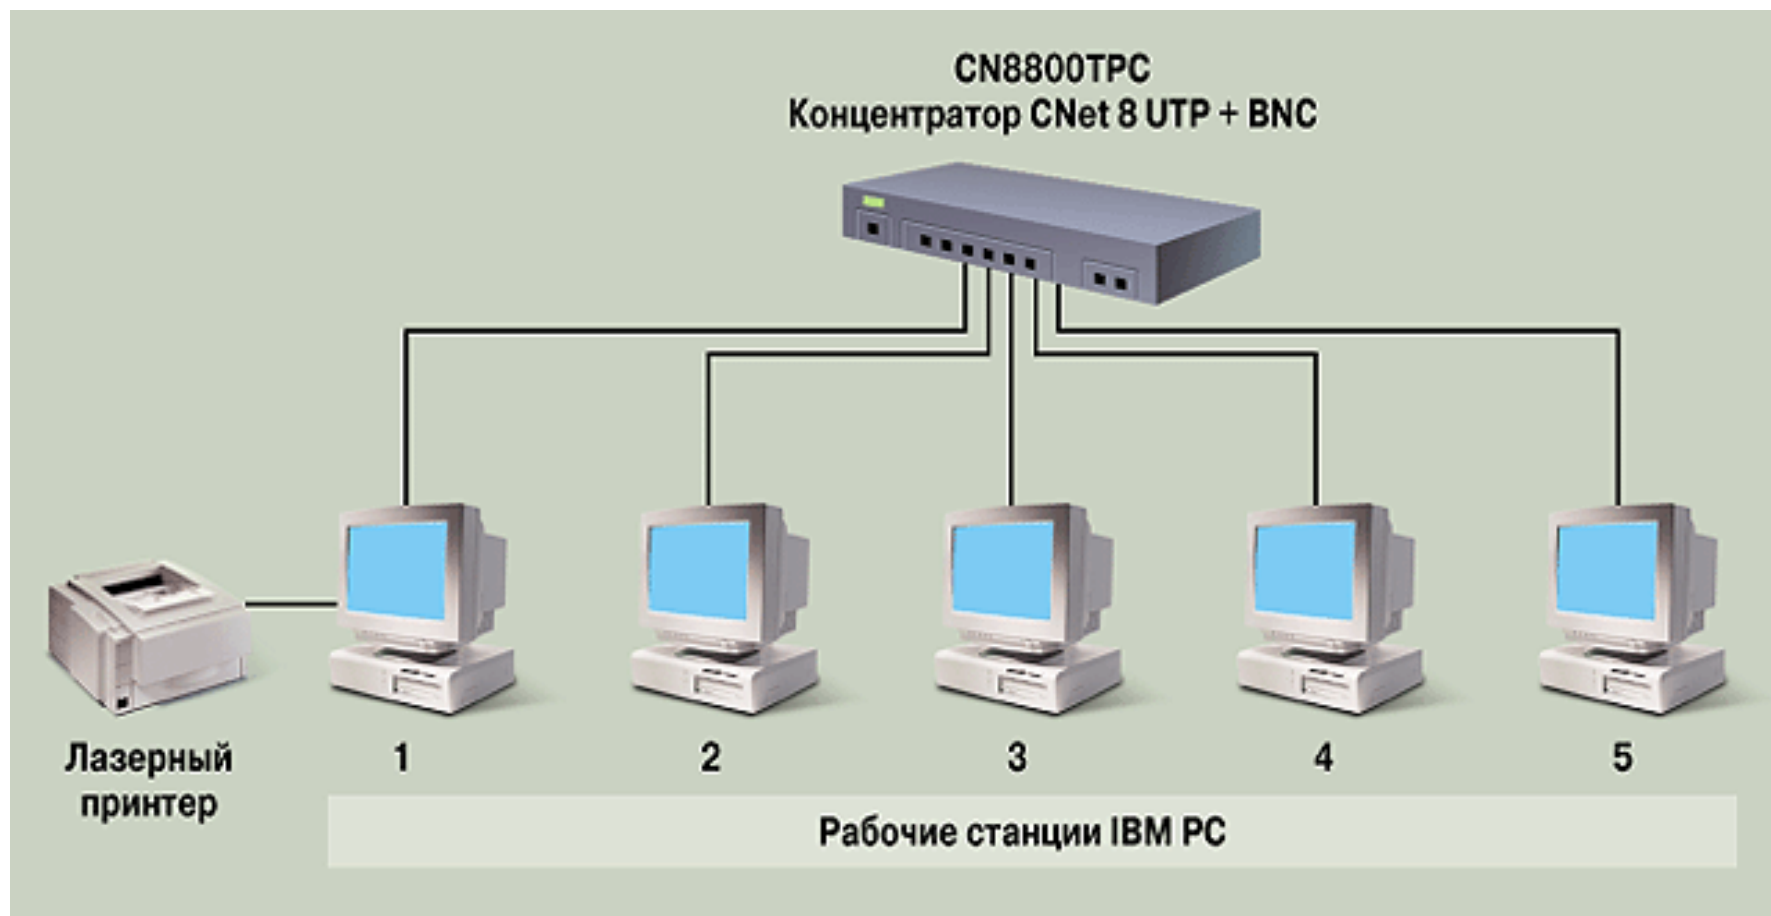 CN8800TPC
Концентратор CNet 8 UTP + BNC
Лазерный
принтер
1
2
3
4
5
Рабочие станции IBM PC